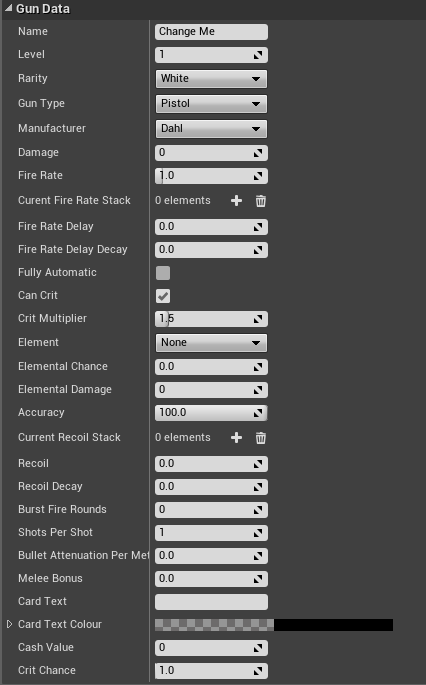 Gun Data
Name Change Me
Level 1
Rarity White
Gun Type Pistol
Manufacturer Dahl
Damage 0
Fire Rate 1.0
Curent Fire Rate Stack 0 elements
Fire Rate Delay 0.0
Fire Rate Delay Decay 0.0
Fully Automatic
Can Crit
Crit Multiplier 1.5
Element None
Elemental Chance 0.0
Elemental Damage 0
Accuracy 100.0
Current Recoil Stack 0 elements
Recoil 0.0
Recoil Decay 0.0
Burst Fire Rounds 0
Shots Per Shot 1
Bullet Attenuation Per Met 0.0
Melee Bonus 0.0
Card Text
Card Text Colour
Cash Value 0
Crit Chance 1.0